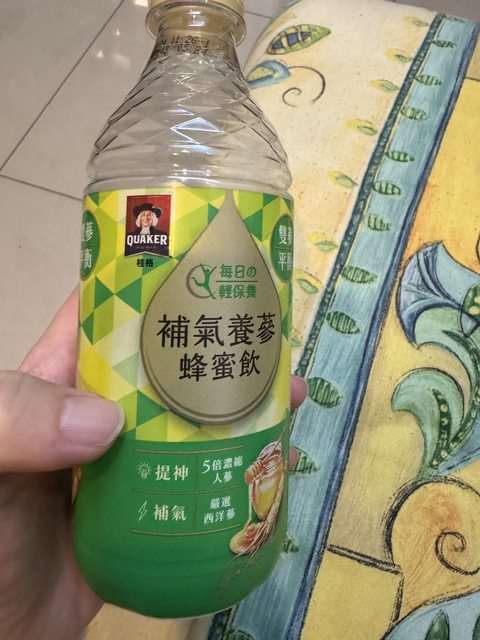 QUAKER
桂格
雙蔘
平衡
每日の
輕保養
補氣養蔘
蜂蜜飲
提神
5倍濃縮
人蔘
補氣
嚴選
西洋蔘